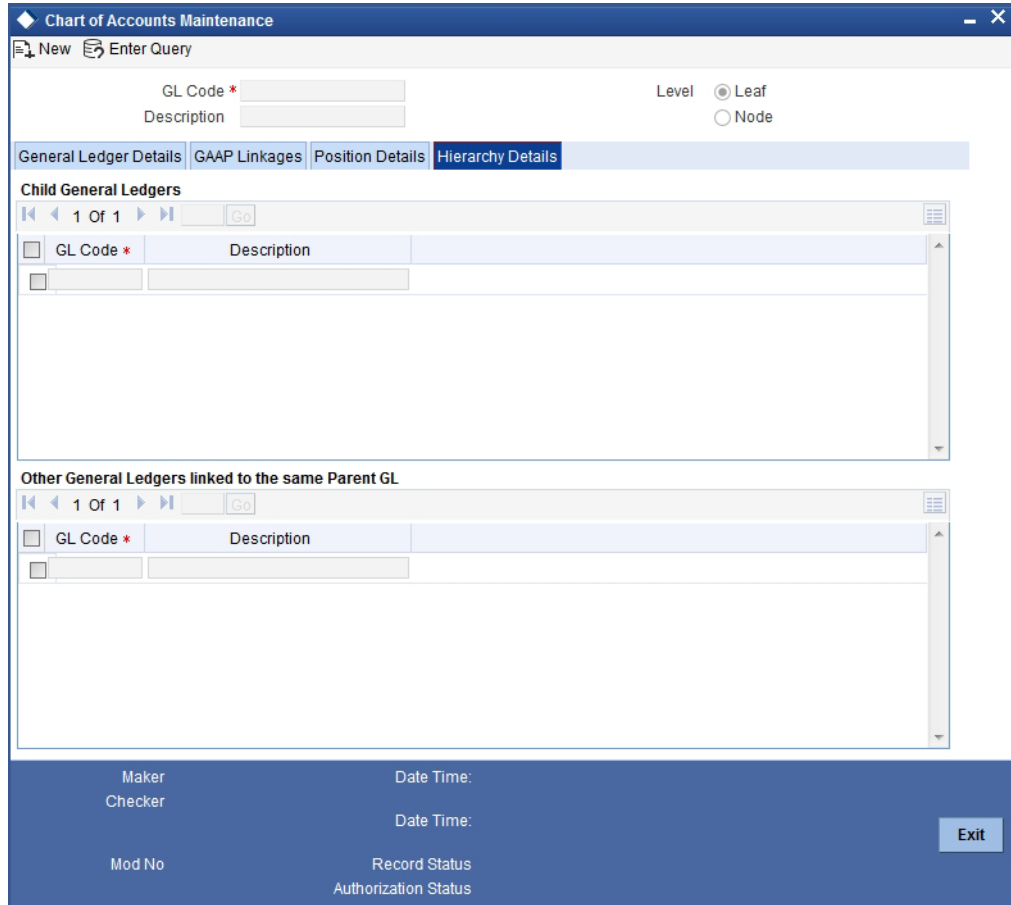 Chart of Accounts Maintenance
New Enter Query
GL Code * Level Leaf
Description Node
General Ledger Details GAAP Linkages Position Details Hierarchy Details
Child General Ledgers
1 Of 1 Go
GL Code * Description
Other General Ledgers linked to the same Parent GL
1 Of 1 Go
GL Code * Description
Maker Date Time:
Checker
Date Time:
Exit
Mod No Record Status
Authorization Status